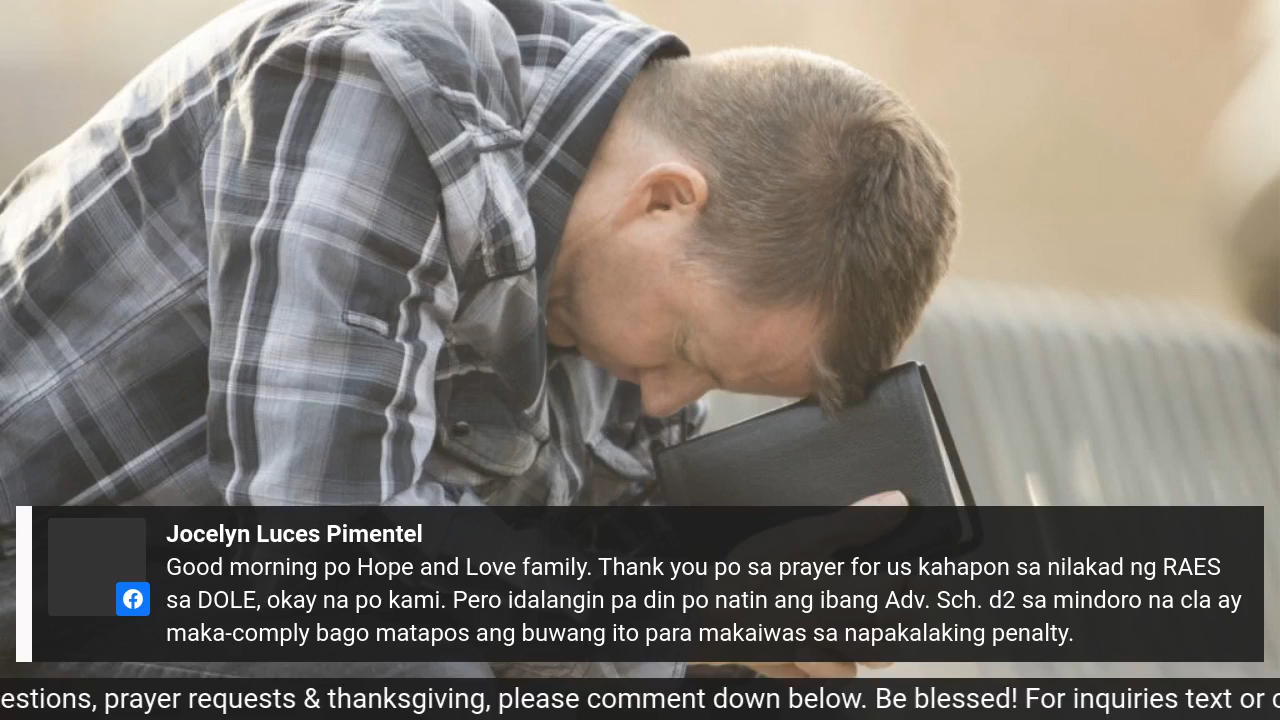 Jocelyn Luces Pimentel
Good morning po Hope and Love family. Thank you po sa prayer for us kahapon sa nilakad ng RAES
sa DOLE, okay na po kami. Pero idalangin pa din po natin ang ibang Adv. Sch. d2 sa mindoro na cla ay
maka-comply bago matapos ang buwang ito para makaiwas sa napakalaking penalty.
prayer requests & thanksgiving, please comment down below. Be blessed! For inquiries text or